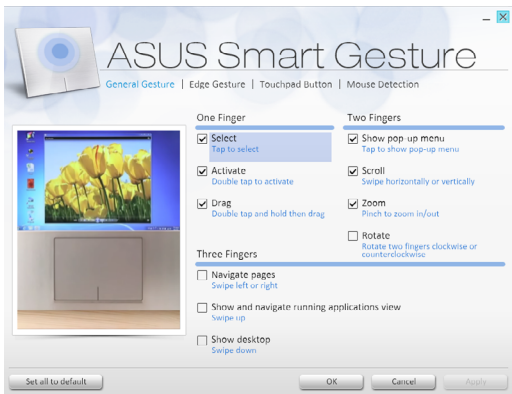 ASUS Smart Gesture
General Gesture | Edge Gesture | Touchpad Button | Mouse Detection
One Finger
Select
Tap to select
Activate
Double tap to activate
Drag
Double tap and hold then drag
Two Fingers
Show pop-up menu
Tap to show pop-up menu
Scroll
Swipe horizontally or vertically
Zoom
Pinch to zoom in/out
Rotate
Rotate two fingers clockwise or
counterclockwise
Three Fingers
Navigate pages
Swipe left or right
Show and navigate running applications view
Swipe up
Show desktop
Swipe down
Set all to default
OK
Cancel
Apply